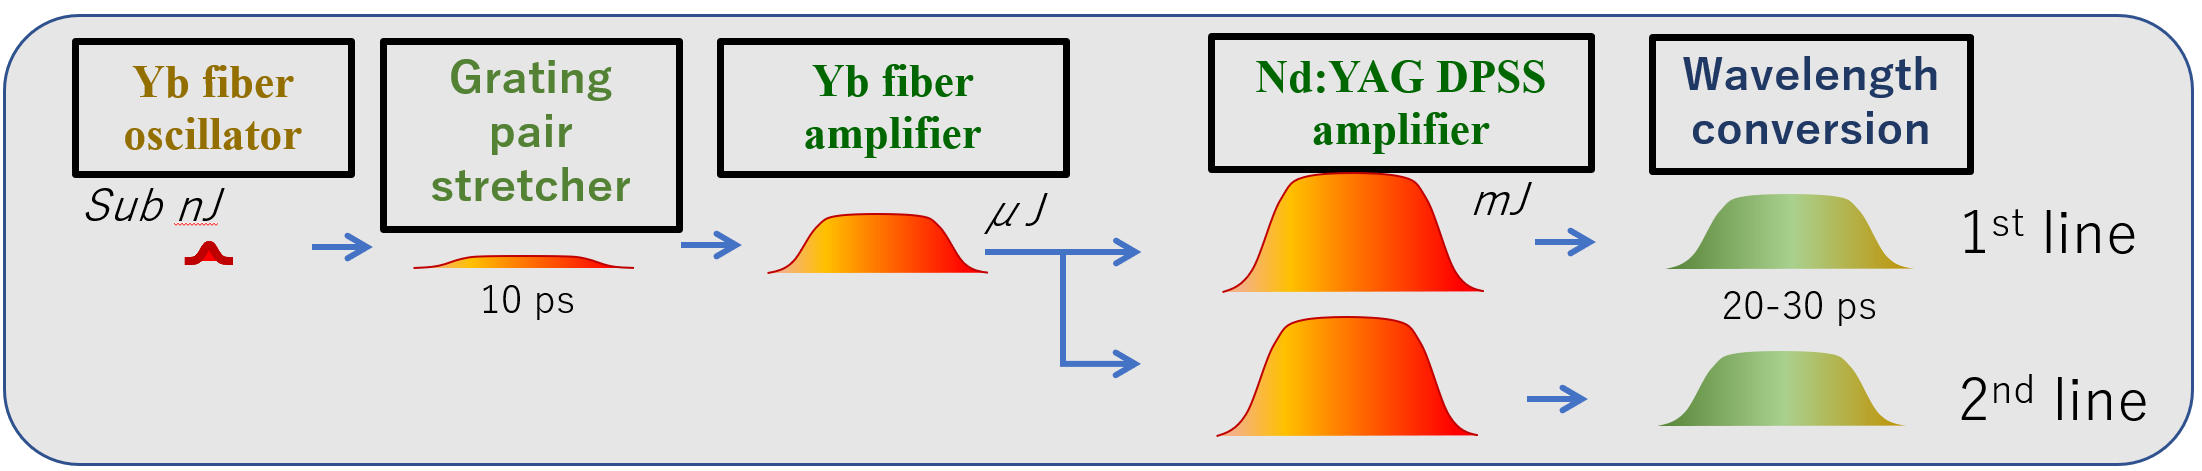 Yb fiber
oscillator
Grating
pair
stretcher
Yb fiber
amplifier
Nd:YAG DPSS
amplifier
Wavelength
conversion
Sub nJ
μJ
mJ
1st line
10 ps
20-30 ps
2nd line